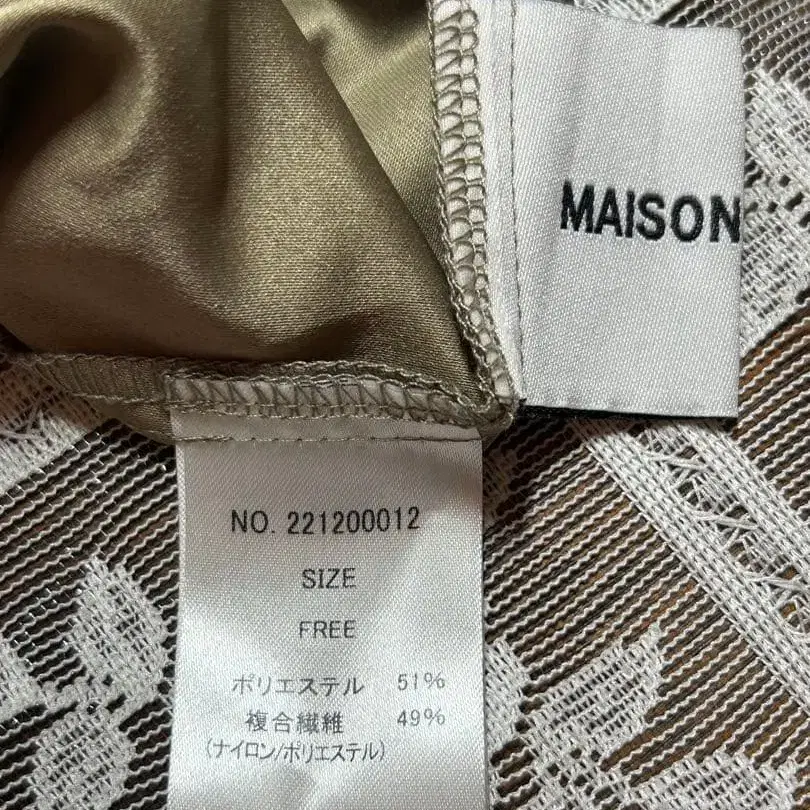 MAISON
NO. 221200012
SIZE
FREE
ポリエステル 51%
複合繊維 49%
(ナイロン/ポリエステル)